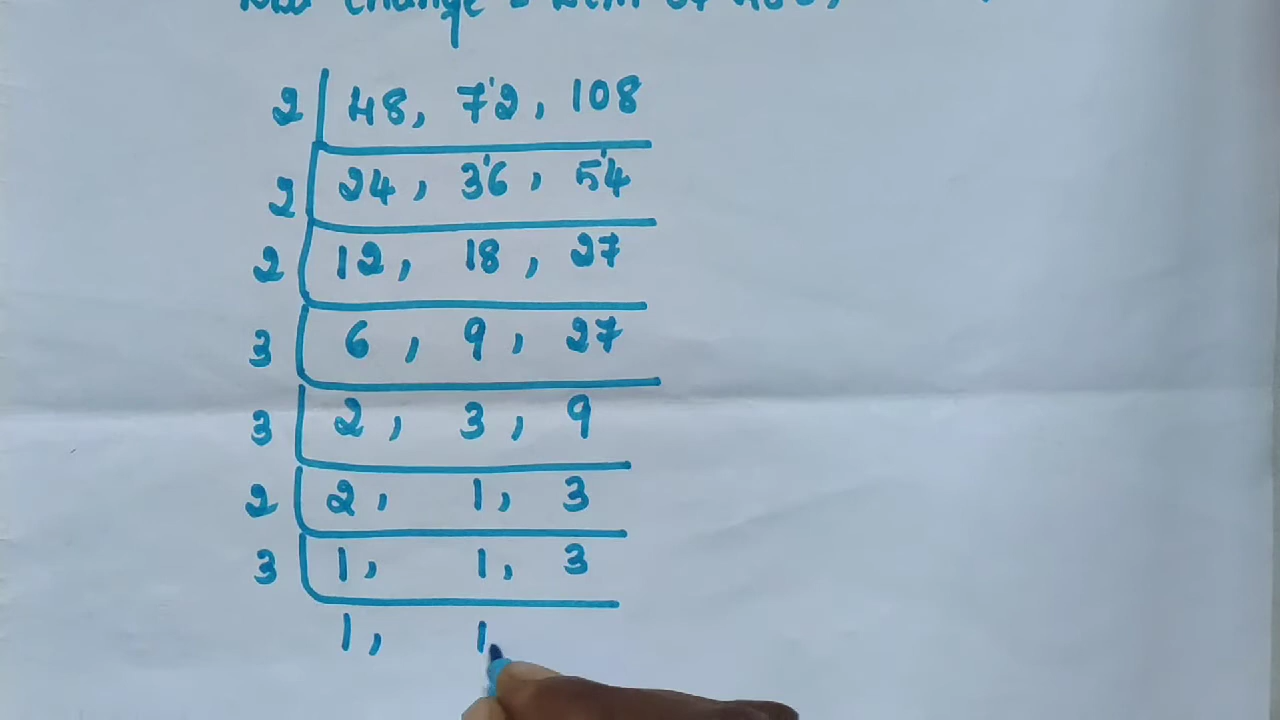 change =
2 | 48, 72, 108
2 | 24, 36, 54
2 | 12, 18, 27
3 | 6, 9, 27
3 | 2, 3, 9
2 | 2, 1, 3
3 | 1, 1, 3
1, 1